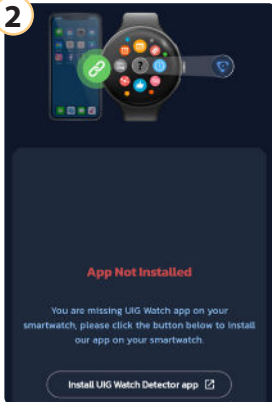 2
?
App Not Installed
You are missing UIG Watch app on your
smartwatch, please click the button below to install
our app on your smartwatch.
Install UIG Watch Detector app